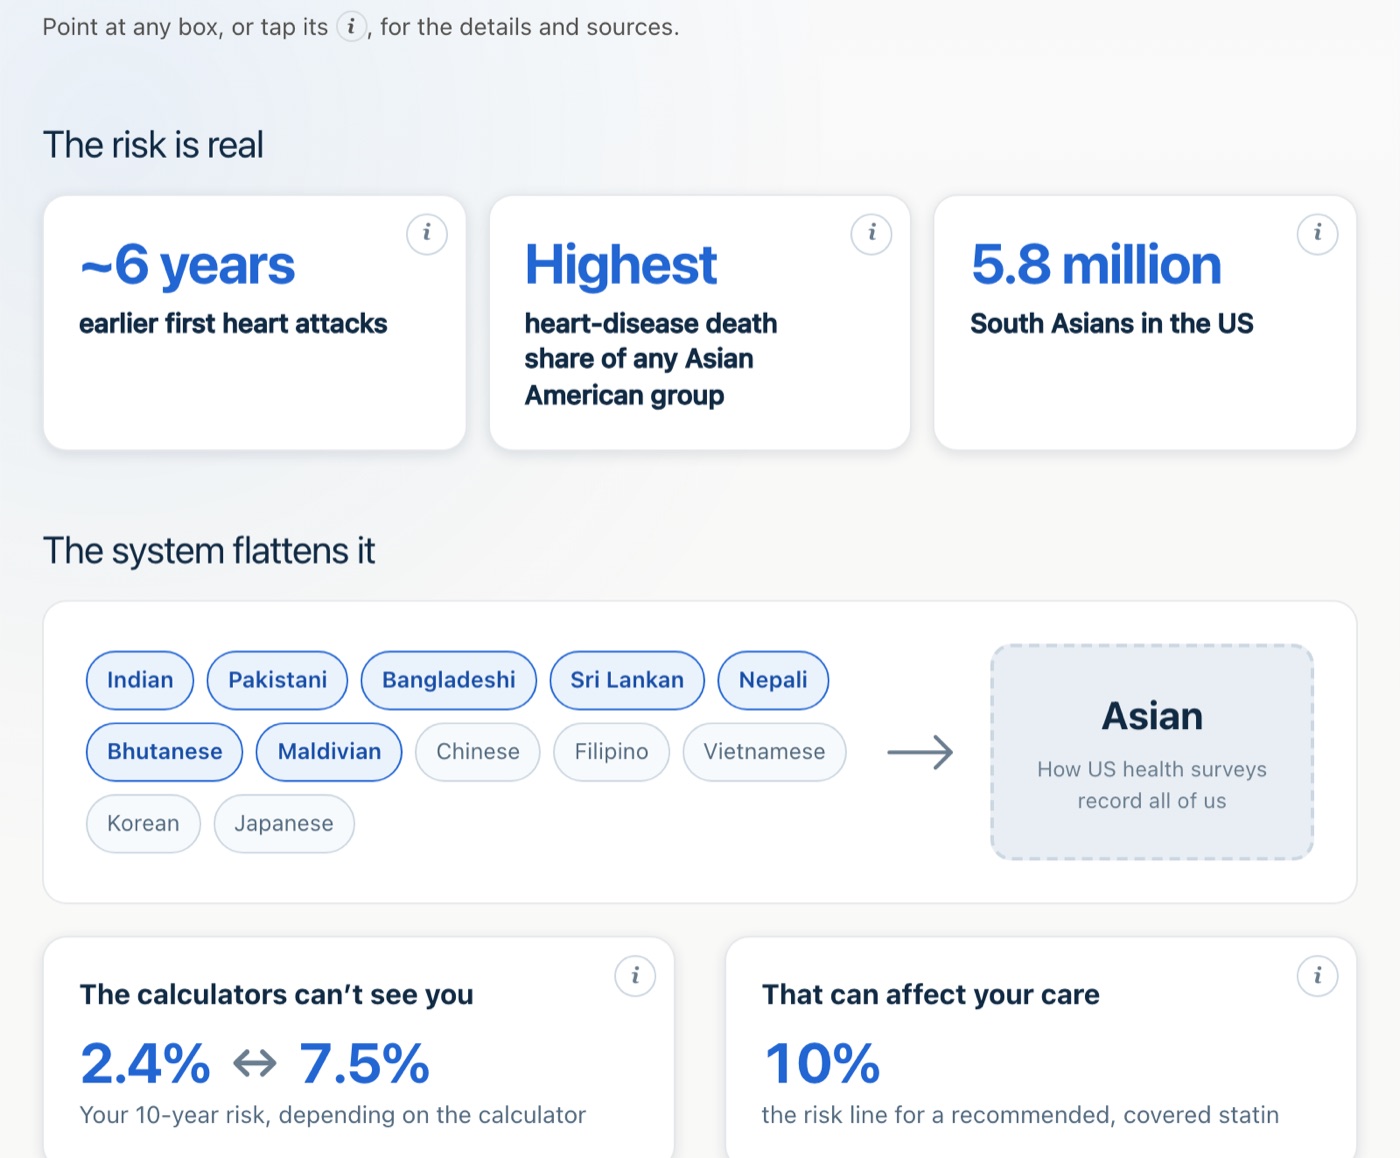 Point at any box, or tap its i, for the details and sources.
The risk is real
~6 years
i
earlier first heart attacks
Highest
i
heart-disease death
share of any Asian
American group
5.8 million
i
South Asians in the US
The system flattens it
Indian
Pakistani
Bangladeshi
Sri Lankan
Nepali
Bhutanese
Maldivian
Chinese
Filipino
Vietnamese
Korean
Japanese
→
Asian
How US health surveys
record all of us
The calculators can’t see you
i
2.4% ↔ 7.5%
Your 10-year risk, depending on the calculator
That can affect your care
i
10%
the risk line for a recommended, covered statin